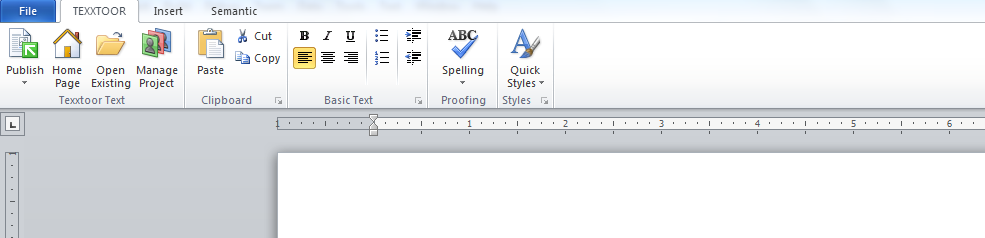 File TEXXTOOR Insert Semantic
Publish
Home
Page
Open
Existing
Manage
Project
Texxtoor Text
Paste
Cut
Copy
Clipboard
B I U
Basic Text
ABC
Spelling
Proofing
A
Quick
Styles
Styles
L
1 1 2 3 4 5 6